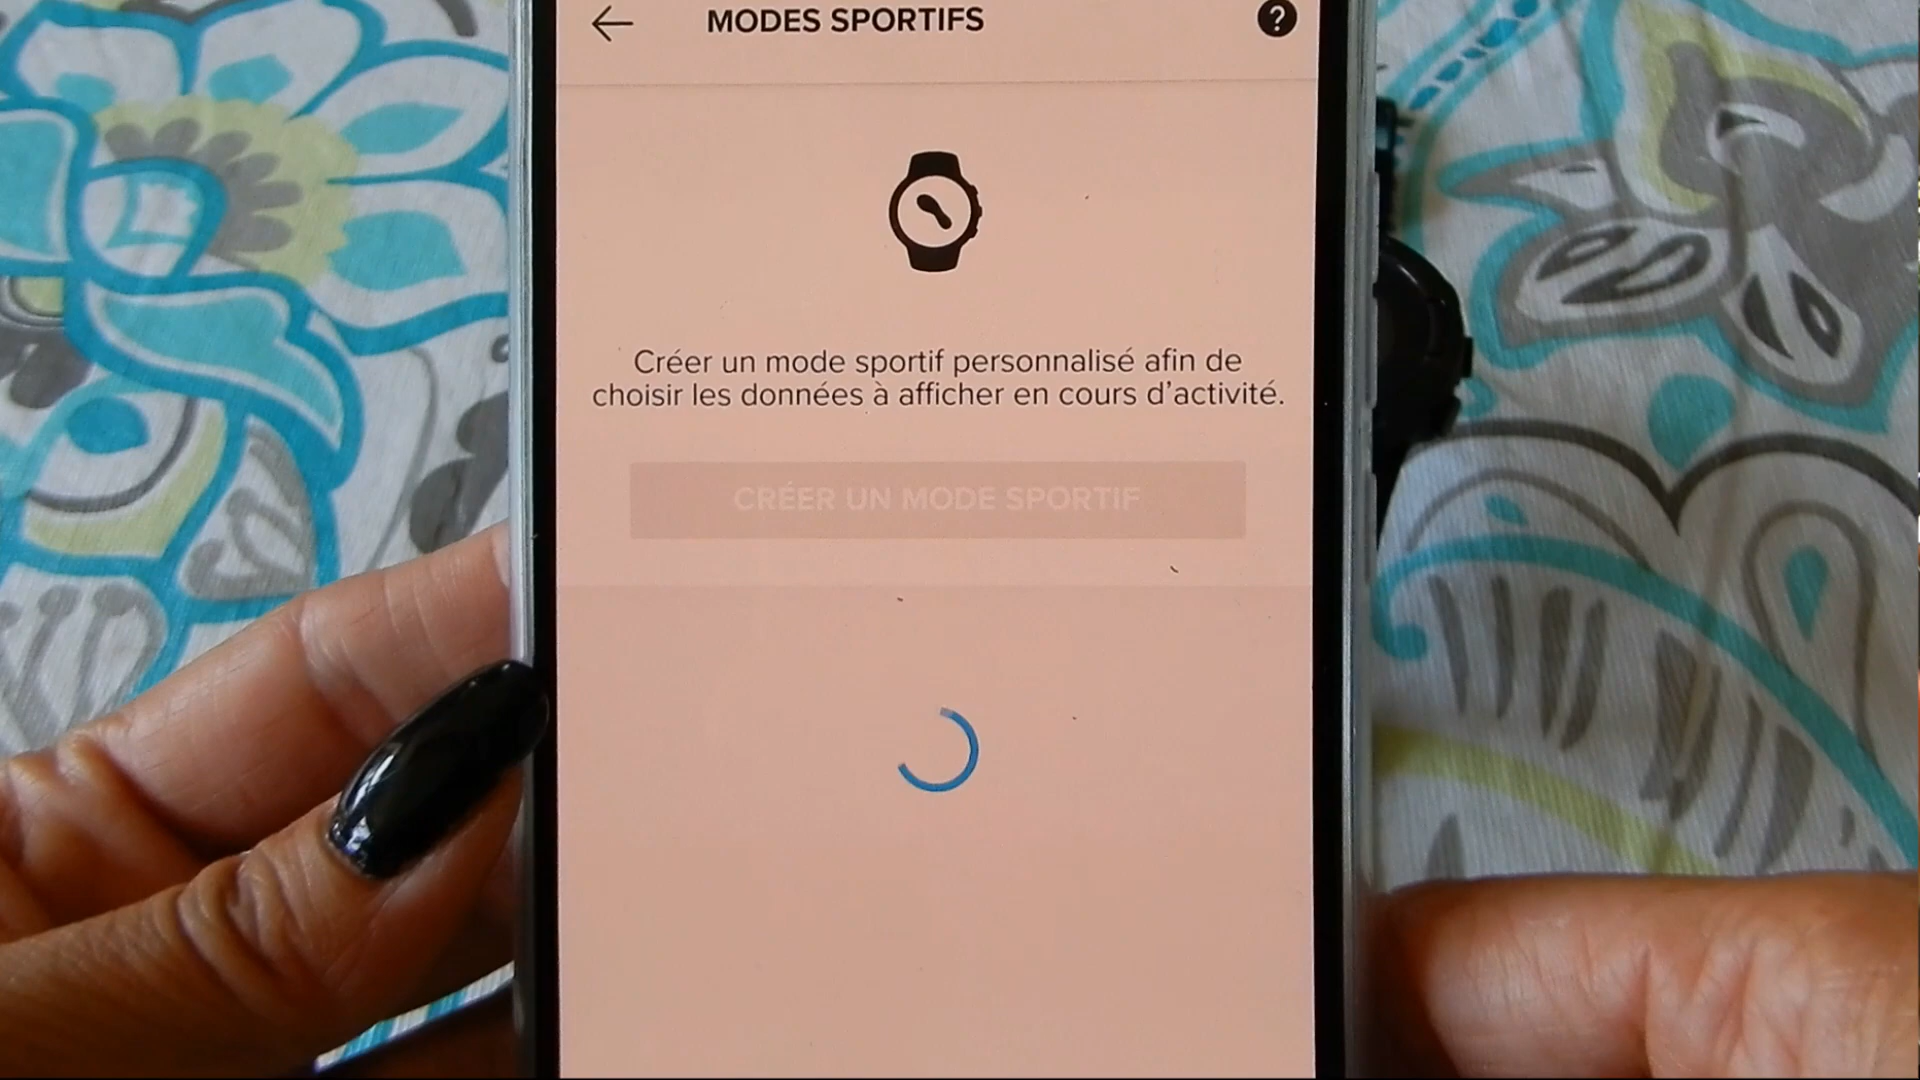 MODES SPORTIFS
?
Créer un mode sportif personnalisé afin de
choisir les données à afficher en cours d’activité.
CRÉER UN MODE SPORTIF